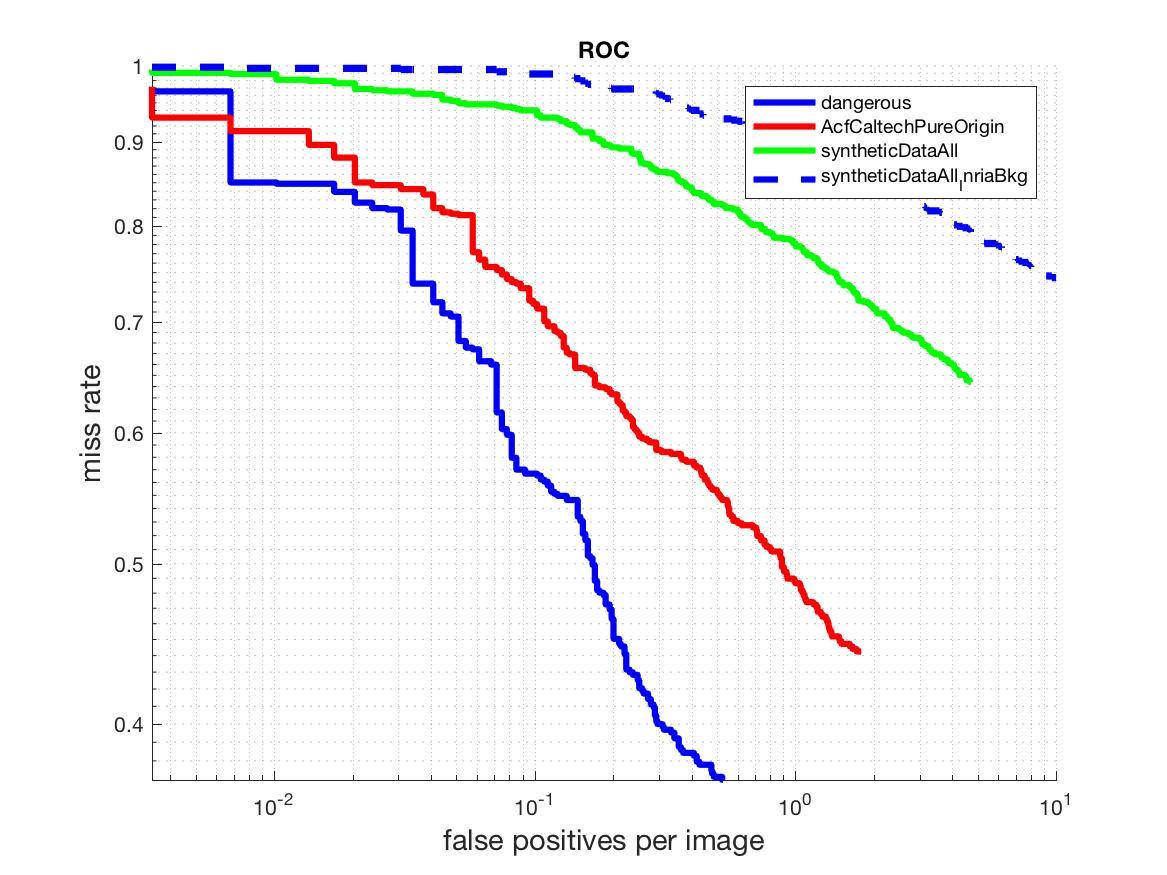 ROC
1
0.9
0.8
0.7
0.6
0.5
0.4
miss rate
dangerous
AcfCaltechPureOrigin
syntheticDataAll
syntheticDataAll_InriaBkg
10^-2
10^-1
10^0
10^1
false positives per image